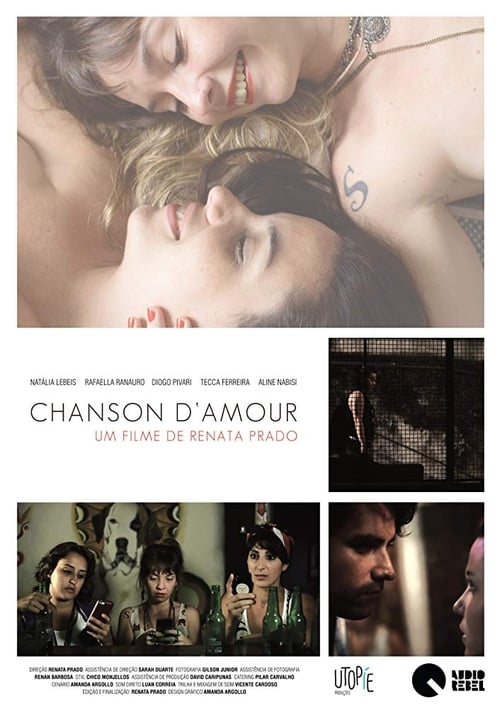 NATÁLIA LEBEIS RAFAELLA RANAURO DIOGO PIVARI TECCA FERREIRA ALINE NABISI
CHANSON D'AMOUR
UM FILME DE RENATA PRADO
DIREÇÃO RENATA PRADO ASSISTÊNCIA DE DIREÇÃO SARAH DUARTE FOTOGRAFIA GILSON JUNIOR ASSISTÊNCIA DE FOTOGRAFIA
RENAN BARBOSA STIL CHICO MONJELLOS ASSISTÊNCIA DE PRODUÇÃO DAVID CARIPUNAS CATERING PILAR CARVALHO
CENÁRIO AMANDA ARGOLLO SOM DIRETO LUAN CORREIA TRILHA E MIXAGEM DE SOM VICENTE CARDOSO
EDIÇÃO E FINALIZAÇÃO RENATA PRADO DESIGN GRÁFICO AMANDA ARGOLLO
UTOPIE
PRODUÇÕES
AUDIO
REBEL
S